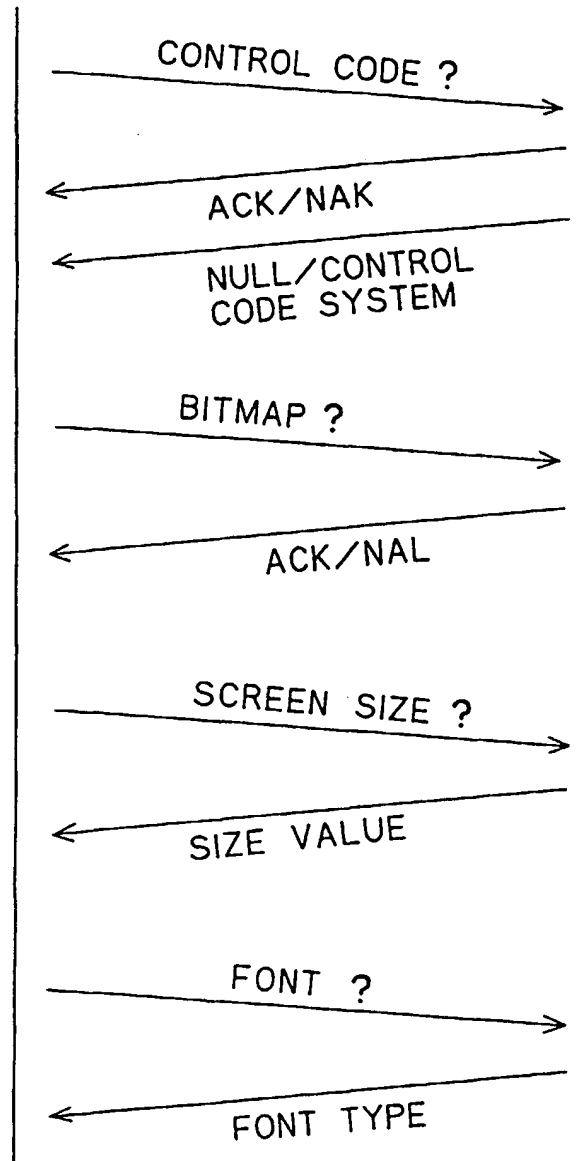 CONTROL CODE ?
ACK/NAK
NULL/CONTROL
CODE SYSTEM
BITMAP ?
ACK/NAL
SCREEN SIZE ?
SIZE VALUE
FONT ?
FONT TYPE